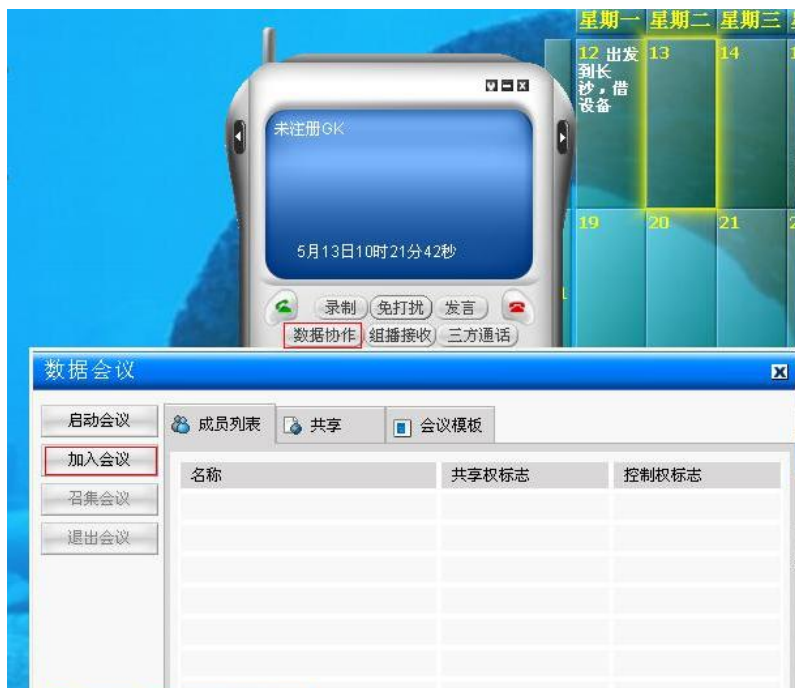 星期一 星期二 星期三
12 出发到长
沙，借
设备
13
14
未注册GK
5月13日10时21分42秒
19
20
21
录制 免打扰 发言
数据协作 组播接收 三方通话
数据会议
启动会议
加入会议
召集会议
退出会议
成员列表 共享 会议模板
名称 共享权标志 控制权标志